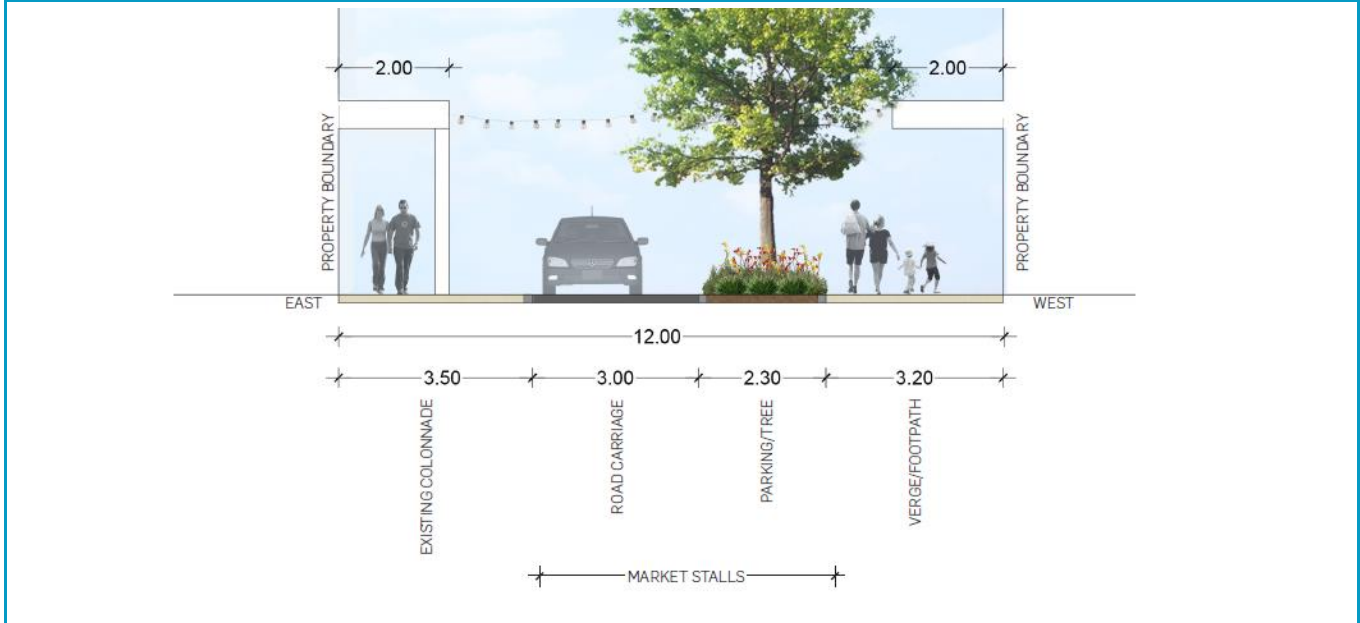 2.00
2.00
PROPERTY BOUNDARY
PROPERTY BOUNDARY
EAST
WEST
12.00
3.50
3.00
2.30
3.20
EXISTING COLONNADE
ROAD CARRIAGE
PARKING/TREE
VERGE/FOOTPATH
MARKET STALLS